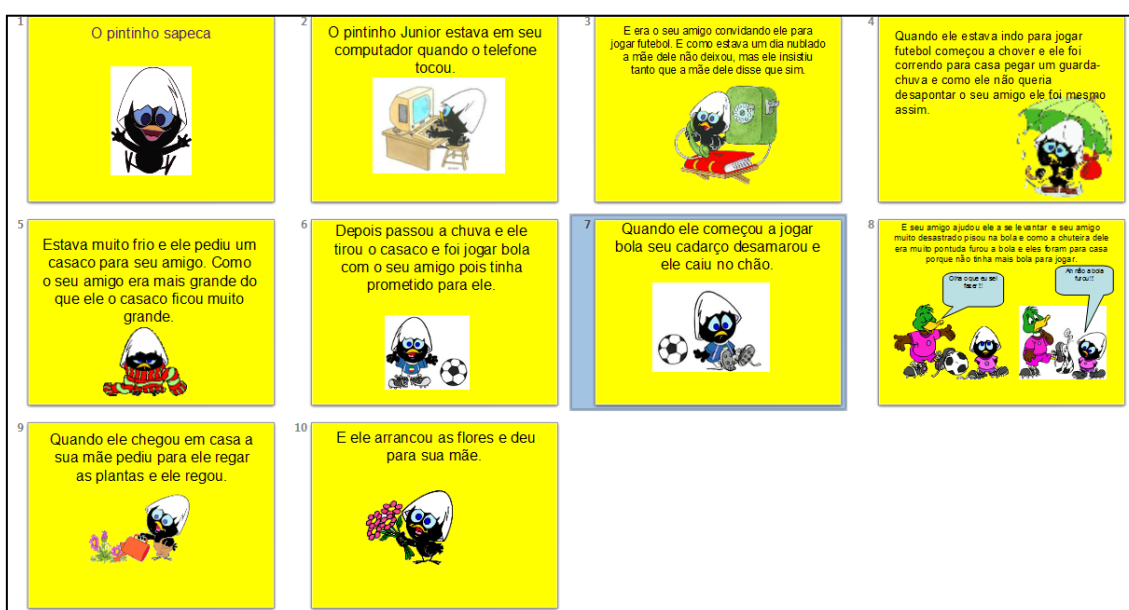 1
O pintinho sapeca
2
O pintinho Junior estava em seu
computador quando o telefone
tocou.
3
E era o seu amigo convidando ele para
jogar futebol. E como estava um dia nublado
a mãe dele não deixou, mas ele insistiu
tanto que a mãe dele disse que sim.
4
Quando ele estava indo para jogar
futebol começou a chover e ele foi
correndo para casa pegar um guarda-
chuva e como ele não queria
desapontar o seu amigo ele foi mesmo
assim.
5
Estava muito frio e ele pediu um
casaco para seu amigo. Como
o seu amigo era mais grande do
que ele o casaco ficou muito
grande.
6
Depois passou a chuva e ele
tirou o casaco e foi jogar bola
com o seu amigo pois tinha
prometido para ele.
7
Quando ele começou a jogar
bola seu cadarço desamarou e
ele caiu no chão.
8
E seu amigo ajudou ele a se levantar e seu amigo
muito desastrado pisou na bola e como a chuteira dele
era muito pontuda furou a bola e eles foram para casa
porque não tinha mais bola para jogar.
Olha o que eu sei
fazer!!!
Ah não a bola
furou!!!
9
Quando ele chegou em casa a
sua mãe pediu para ele regar
as plantas e ele regou.
10
E ele arrancou as flores e deu
para sua mãe.